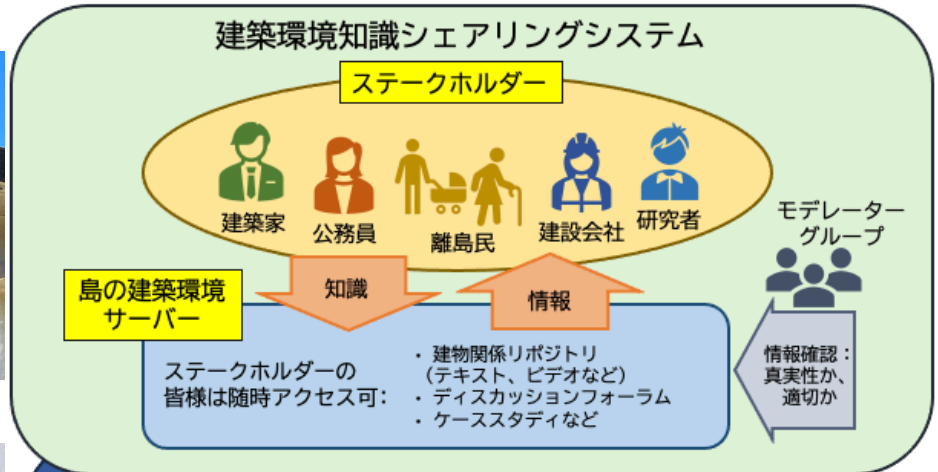 建築環境知識シェアリングシステム
ステークホルダー
建築家
公務員
離島民
建設会社
研究者
モデレーター
グループ
島の建築環境
サーバー
知識
情報
ステークホルダーの
皆様は随時アクセス可:
・ 建物関係リポジトリ
（テキスト、ビデオなど）
・ ディスカッションフォーラム
・ ケーススタディなど
情報確認：
真実性か、
適切か